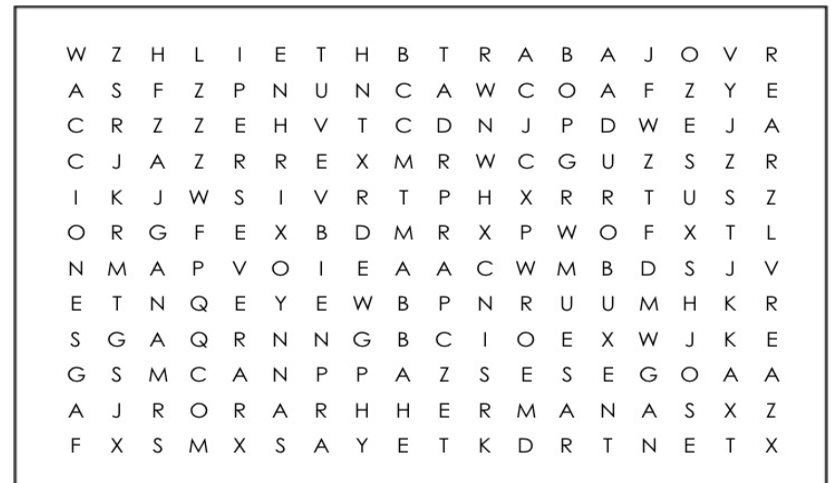 W Z H L I E T H B T R A B A J O V R
A S F Z P N U N C A W C O A F Z Y E
C R Z Z E H V T C D N J P D W E J A
C J A Z R R E X M R W C G U Z S Z R
I K J W S I V R T P H X R R T U S Z
O R G F E X B D M R X P W O F X T L
N M A P V O I E A A C W M B D S J V
E T N Q E Y E W B P N R U U M H K R
S G A Q R N N G B C I O E X W J K E
G S M C A N P P A Z S E S E G O A A
A J R O R A R H H E R M A N A S X Z
F X S M X S A Y E T K D R T N E T X